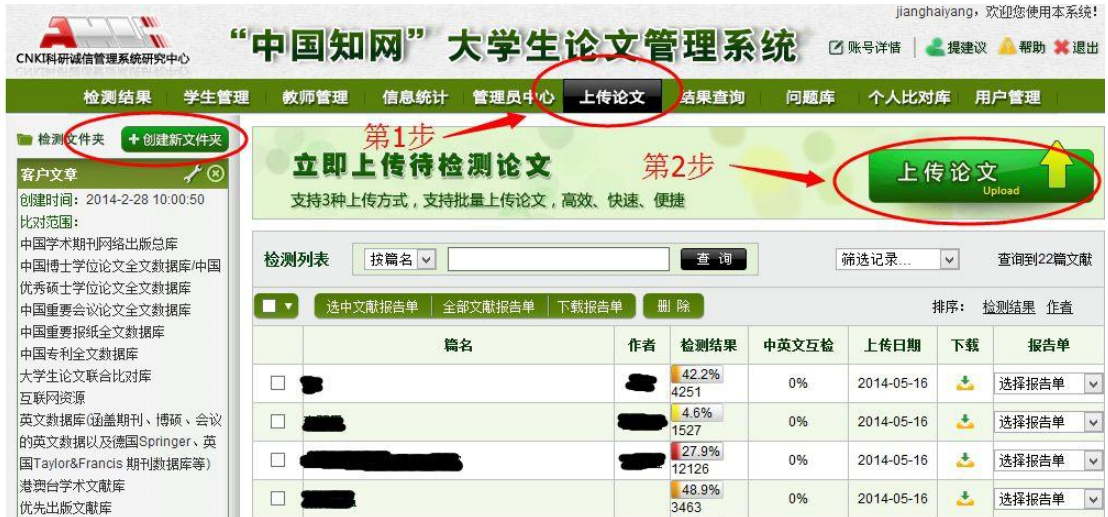 jianghaiyang，欢迎您使用本系统!
CNKI科研诚信管理系统研究中心
“中国知网”大学生论文管理系统
账号详情 提建议 帮助 退出
检测结果 学生管理 教师管理 信息统计 管理员中心 上传论文 结果查询 问题库 个人比对库 用户管理
检测文件夹 +创建新文件夹
第1步
立即上传待检测论文
支持3种上传方式，支持批量上传论文，高效、快速、便捷
第2步
上传论文
Upload
客户文章
创建时间：2014-2-28 10:00:50
比对范围：
中国学术期刊网络出版总库
中国博士学位论文全文数据库/中国
优秀硕士学位论文全文数据库
中国重要会议论文全文数据库
中国重要报纸全文数据库
中国专利全文数据库
大学生论文联合比对库
互联网资源
英文数据库(涵盖期刊、博硕、会议
的英文数据以及德国Springer、英
国Taylor&Francis 期刊数据库等)
港澳台学术文献库
优先出版文献库
检测列表 按篇名 查 询 筛选记录... 查询到22篇文献
选中文献报告单 全部文献报告单 下载报告单 删 除 排序： 检测结果 作者
篇名 作者 检测结果 中英文互检 上传日期 下载 报告单
42.2%
4251 0% 2014-05-16 选择报告单
4.6%
1527 0% 2014-05-16 选择报告单
27.9%
12126 0% 2014-05-16 选择报告单
48.9%
3463 0% 2014-05-16 选择报告单